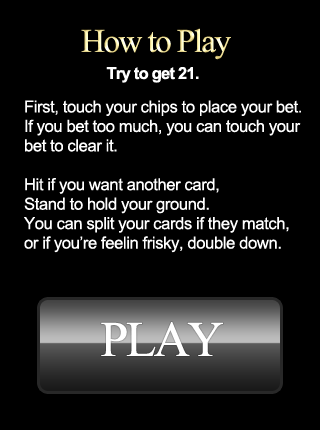 How to Play
Try to get 21.
First, touch your chips to place your bet.
If you bet too much, you can touch your
bet to clear it.
Hit if you want another card,
Stand to hold your ground.
You can split your cards if they match,
or if you're feelin frisky, double down.
PLAY